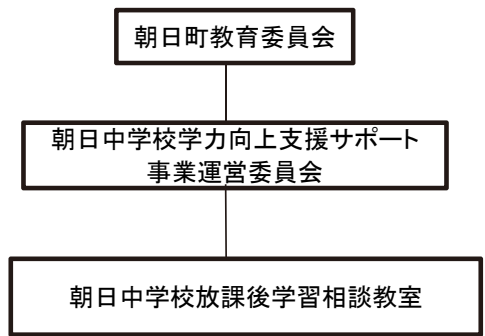 朝日町教育委員会
朝日中学校学力向上支援サポート
事業運営委員会
朝日中学校放課後学習相談教室